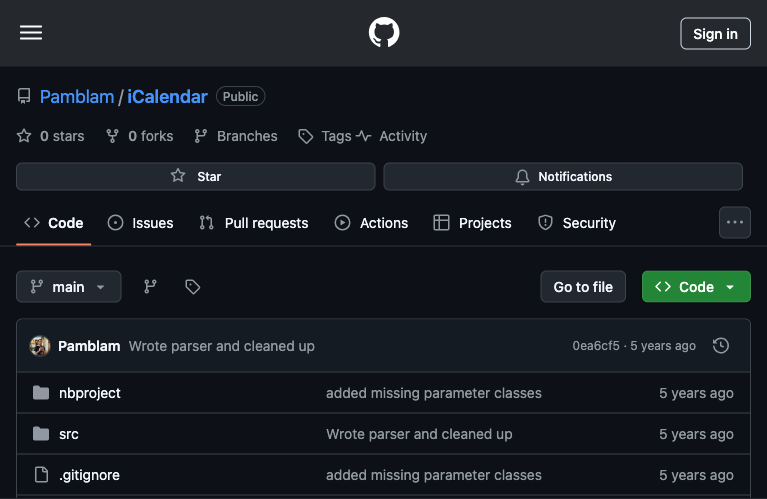 Sign in
Pamblam / iCalendar Public
0 stars 0 forks Branches Tags Activity
Star Notifications
Code Issues Pull requests Actions Projects Security
main Go to file Code
Pamblam Wrote parser and cleaned up 0ea6cf5 · 5 years ago
nbproject added missing parameter classes 5 years ago
src Wrote parser and cleaned up 5 years ago
.gitignore added missing parameter classes 5 years ago